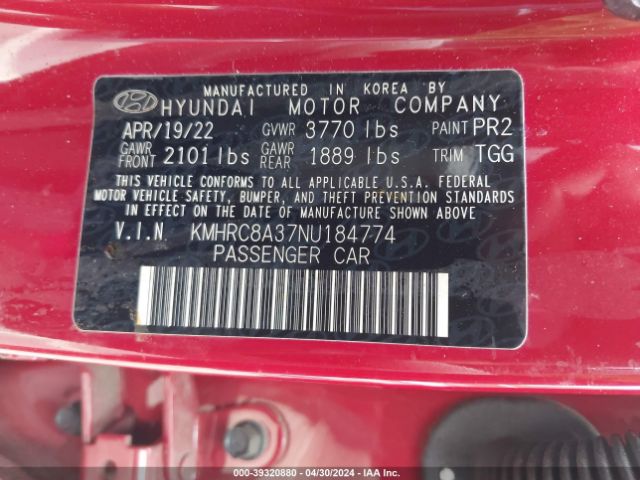 MANUFACTURED IN KOREA BY
HYUNDAI MOTOR COMPANY
APR/19/22 GVWR 3770 lbs PAINT PR2
GAWR FRONT 2101 lbs GAWR REAR 1889 lbs TRIM TGG
THIS VEHICLE CONFORMS TO ALL APPLICABLE U.S.A. FEDERAL
MOTOR VEHICLE SAFETY, BUMPER, AND THEFT PREVENTION STANDARDS
IN EFFECT ON THE DATE OF MANUFACTURE SHOWN ABOVE
V.I.N KMHRC8A37NU184774
PASSENGER CAR
000-39320880 - 04/30/2024 - IAA Inc.